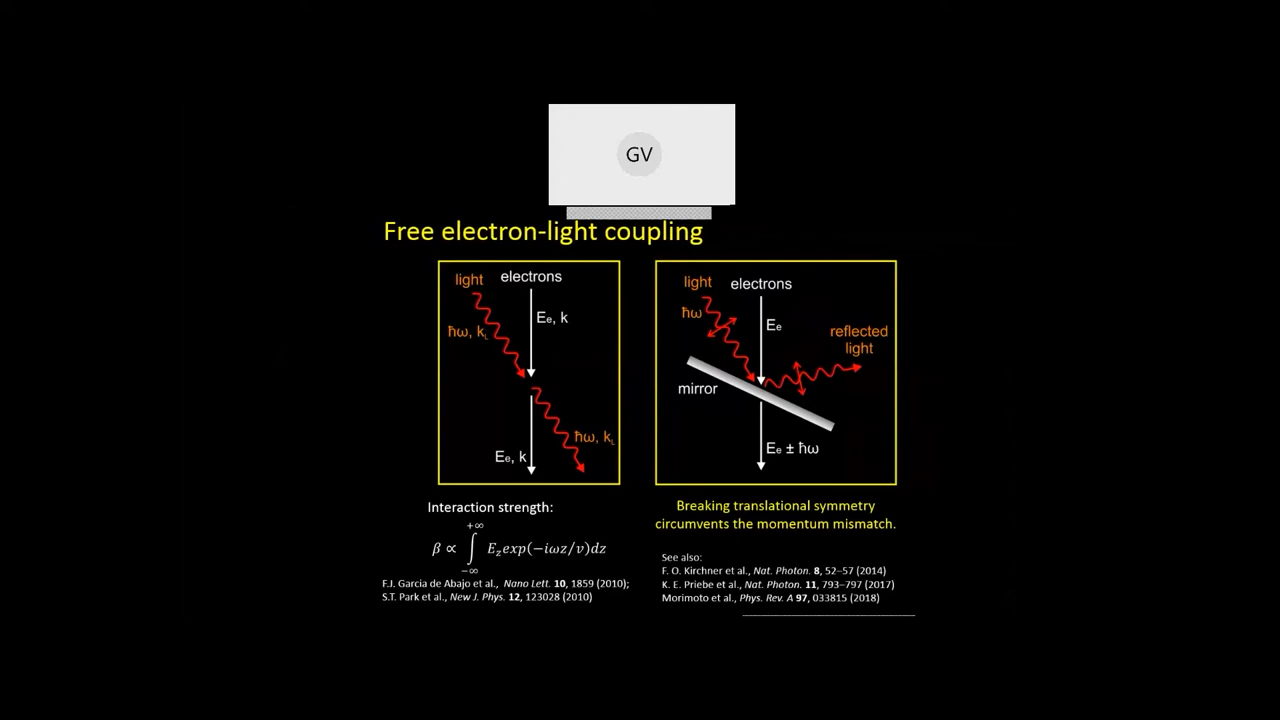 GV
Free electron-light coupling
light electrons
Eₑ, k
ħω, k_L
ħω, k_L
Eₑ, k
light electrons
ħω
Eₑ
reflected
light
mirror
Eₑ ± ħω
Interaction strength:
β ∝ ∫_{−∞}^{+∞} E_z exp(−iωz/v)dz
F.J. Garcia de Abajo et al., Nano Lett. 10, 1859 (2010);
S.T. Park et al., New J. Phys. 12, 123028 (2010)
Breaking translational symmetry
circumvents the momentum mismatch.
See also:
F. O. Kirchner et al., Nat. Photon. 8, 52–57 (2014)
K. E. Priebe et al., Nat. Photon. 11, 793–797 (2017)
Morimoto et al., Phys. Rev. A 97, 033815 (2018)